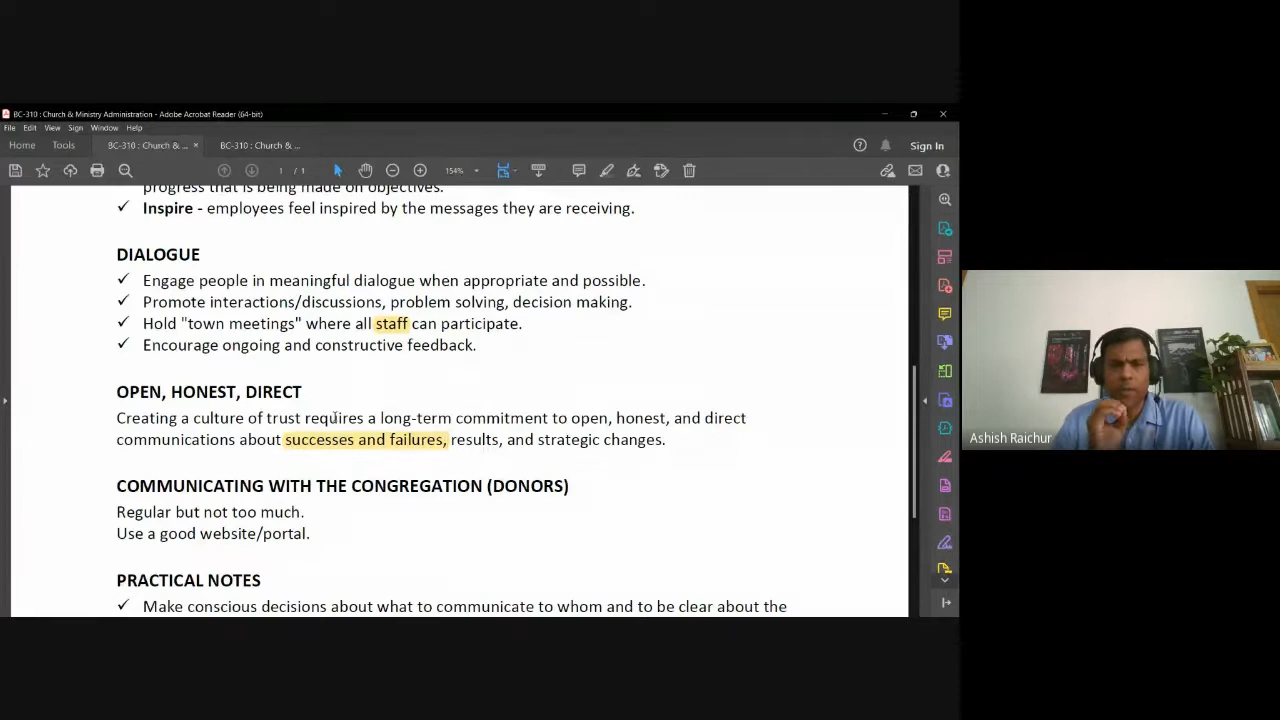 BC-310 : Church & Ministry Administration - Adobe Acrobat Reader (64-bit)
File Edit View Sign Window Help
Home Tools BC-310 : Church & ... × BC-310 : Church & ... Sign In
1 / 1 154%
progress that is being made on objectives.
✓ Inspire - employees feel inspired by the messages they are receiving.
DIALOGUE
✓ Engage people in meaningful dialogue when appropriate and possible.
✓ Promote interactions/discussions, problem solving, decision making.
✓ Hold "town meetings" where all staff can participate.
✓ Encourage ongoing and constructive feedback.
OPEN, HONEST, DIRECT
Creating a culture of trust requires a long-term commitment to open, honest, and direct
communications about successes and failures, results, and strategic changes.
COMMUNICATING WITH THE CONGREGATION (DONORS)
Regular but not too much.
Use a good website/portal.
PRACTICAL NOTES
✓ Make conscious decisions about what to communicate to whom and to be clear about the
Ashish Raichur